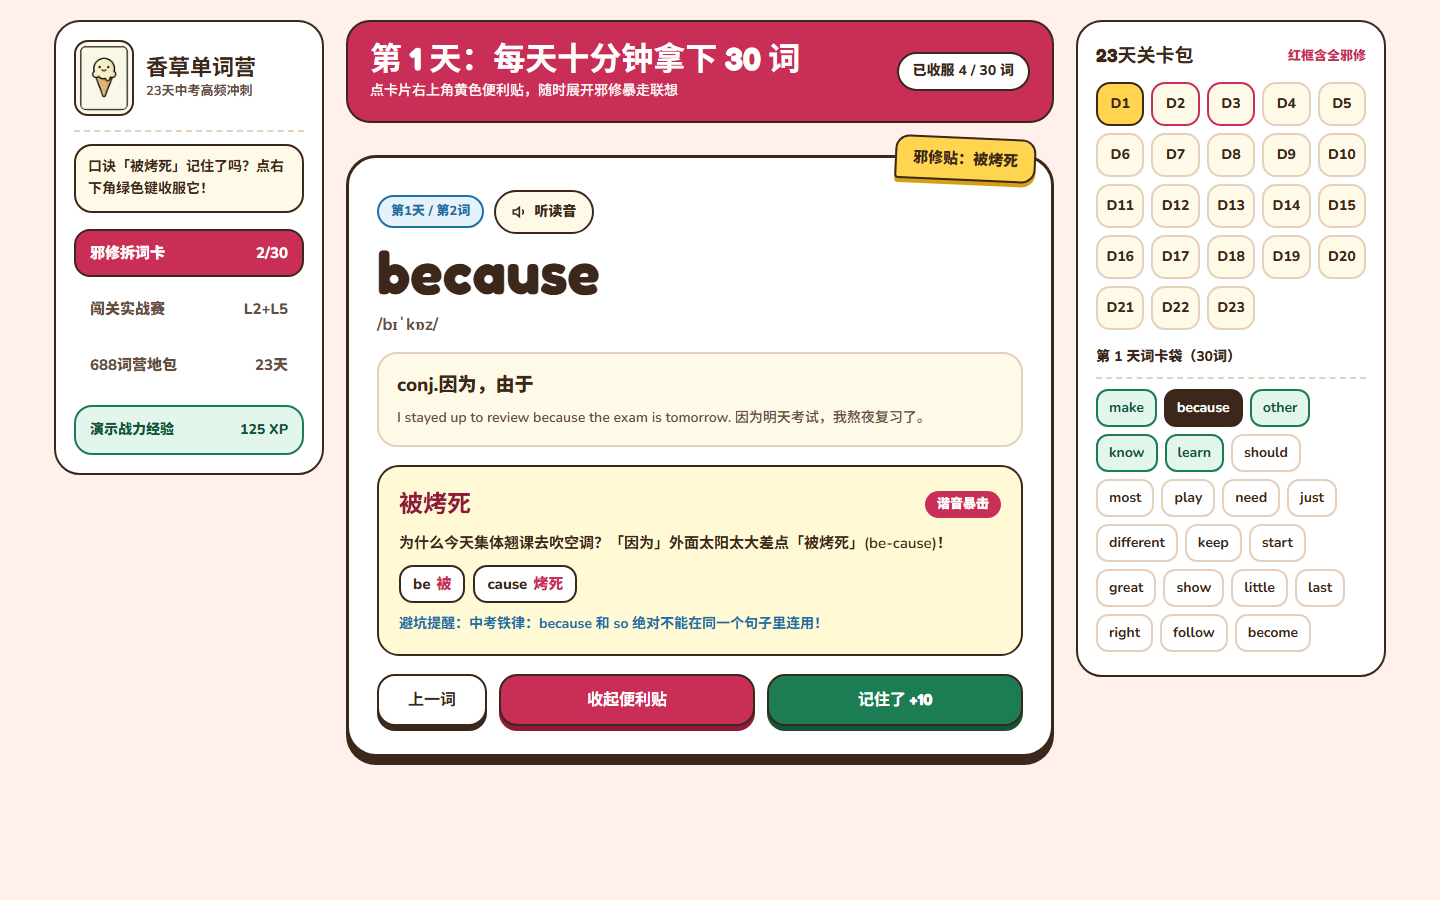 香草单词营
23天中考高频冲刺
口诀「被烤死」记住了吗？点右
下角绿色键收服它！
邪修拆词卡 2/30
闯关实战赛 L2+L5
688词营地包 23天
演示战力经验 125 XP
第 1 天：每天十分钟拿下 30 词
点卡片右上角黄色便利贴，随时展开邪修暴走联想
已收服 4 / 30 词
邪修贴：被烤死
第1天 / 第2词
听读音
because
/bɪˈkɒz/
conj.因为，由于
I stayed up to review because the exam is tomorrow. 因为明天考试，我熬夜复习了。
被烤死
谐音暴击
为什么今天集体翘课去吹空调？「因为」外面太阳太大差点「被烤死」(be-cause)！
be 被
cause 烤死
避坑提醒：中考铁律：because 和 so 绝对不能在同一个句子里连用！
上一词
收起便利贴
记住了 +10
23天关卡包
红框含全邪修
D1 D2 D3 D4 D5
D6 D7 D8 D9 D10
D11 D12 D13 D14 D15
D16 D17 D18 D19 D20
D21 D22 D23
第 1 天词卡袋（30词）
make because other
know learn should
most play need just
different keep start
great show little last
right follow become